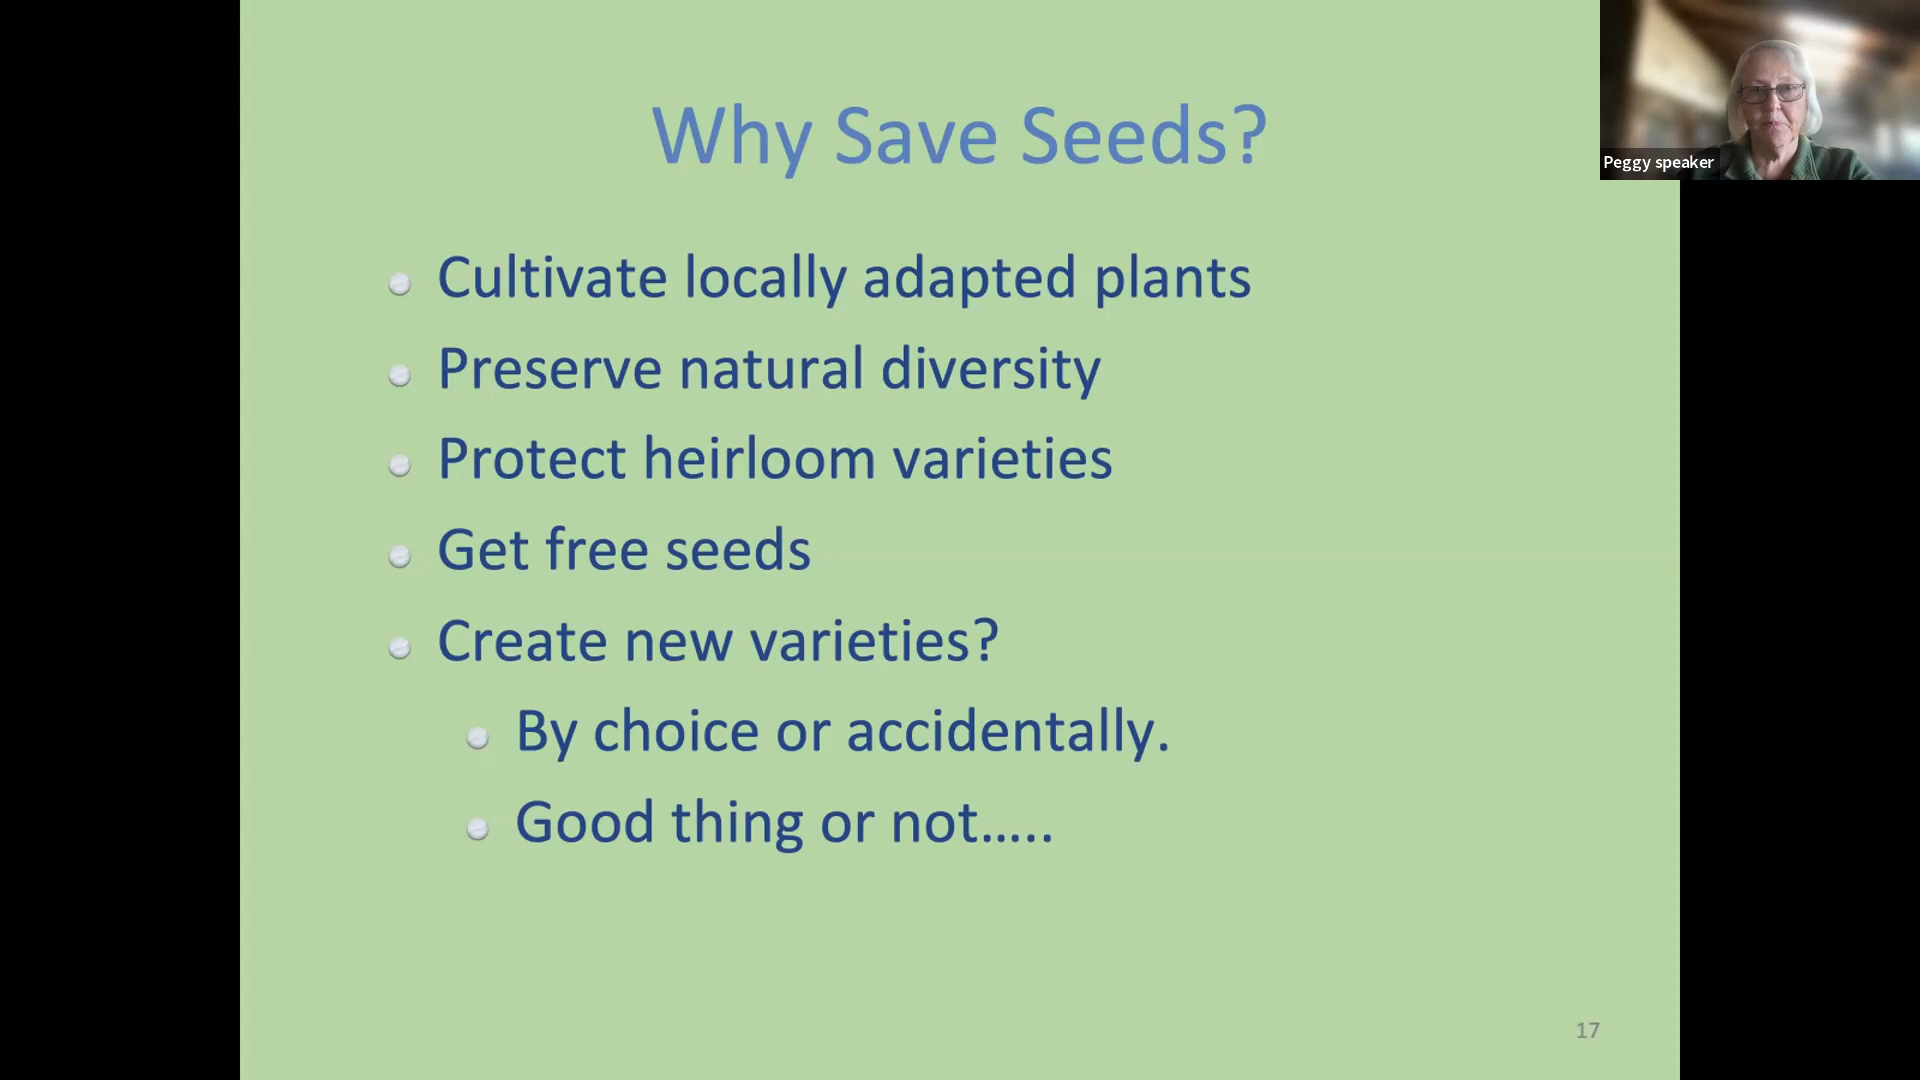 Why Save Seeds?
Peggy speaker
Cultivate locally adapted plants
Preserve natural diversity
Protect heirloom varieties
Get free seeds
Create new varieties?
By choice or accidentally.
Good thing or not.....
17